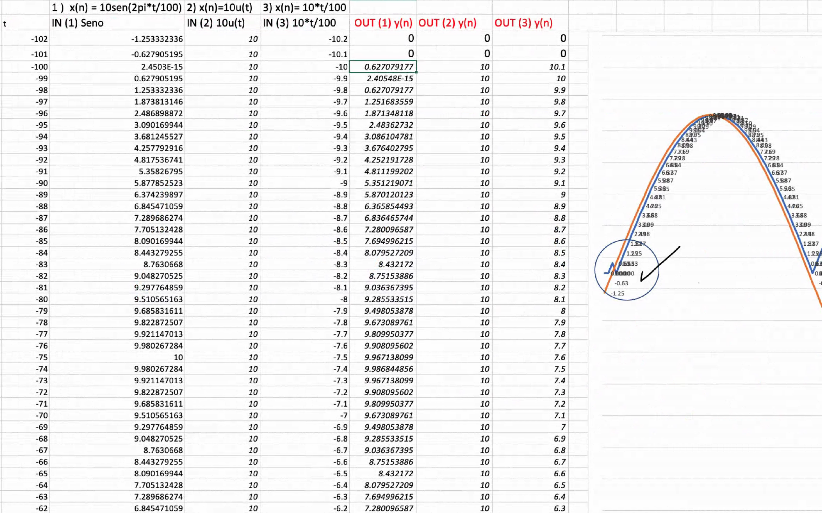 1 ) x(n) = 10sen(2pi*t/100) 2) x(n)=10u(t) 3) x(n)= 10*t/100
t IN (1) Seno IN (2) 10u(t) IN (3) 10*t/100 OUT (1) y(n) OUT (2) y(n) OUT (3) y(n)
-102 -1.253332336 10 -10.2 0 0 0
-101 -0.627905195 10 -10.1 0 0 0
-100 2.4503E-15 10 -10 0.627079177 10 10.1
-99 0.627905195 10 -9.9 2.40548E-15 10 10
-98 1.253332336 10 -9.8 0.627079177 10 9.9
-97 1.873813146 10 -9.7 1.251683559 10 9.8
-96 2.486898872 10 -9.6 1.871348118 10 9.7
-95 3.090169944 10 -9.5 2.48362732 10 9.6
-94 3.681245527 10 -9.4 3.086104781 10 9.5
-93 4.257792916 10 -9.3 3.676402795 10 9.4
-92 4.817536741 10 -9.2 4.252191728 10 9.3
-91 5.35826795 10 -9.1 4.811199202 10 9.2
-90 5.877852523 10 -9 5.351219071 10 9.1
-89 6.374239897 10 -8.9 5.870120123 10 9
-88 6.845471059 10 -8.8 6.365854493 10 8.9
-87 7.289686274 10 -8.7 6.836465744 10 8.8
-86 7.705132428 10 -8.6 7.280096587 10 8.7
-85 8.090169944 10 -8.5 7.694996215 10 8.6
-84 8.443279255 10 -8.4 8.079527209 10 8.5
-83 8.7630668 10 -8.3 8.432172 10 8.4
-82 9.048270525 10 -8.2 8.75153886 10 8.3
-81 9.297764859 10 -8.1 9.036367395 10 8.2
-80 9.510565163 10 -8 9.285533515 10 8.1
-79 9.685831611 10 -7.9 9.498053878 10 8
-78 9.822872507 10 -7.8 9.673089761 10 7.9
-77 9.921147013 10 -7.7 9.809950377 10 7.8
-76 9.980267284 10 -7.6 9.908095602 10 7.7
-75 10 10 -7.5 9.967138099 10 7.6
-74 9.980267284 10 -7.4 9.986844856 10 7.5
-73 9.921147013 10 -7.3 9.967138099 10 7.4
-72 9.822872507 10 -7.2 9.908095602 10 7.3
-71 9.685831611 10 -7.1 9.809950377 10 7.2
-70 9.510565163 10 -7 9.673089761 10 7.1
-69 9.297764859 10 -6.9 9.498053878 10 7
-68 9.048270525 10 -6.8 9.285533515 10 6.9
-67 8.7630668 10 -6.7 9.036367395 10 6.8
-66 8.443279255 10 -6.6 8.75153886 10 6.7
-65 8.090169944 10 -6.5 8.432172 10 6.6
-64 7.705132428 10 -6.4 8.079527209 10 6.5
-63 7.289686274 10 -6.3 7.694996215 10 6.4
-62 6.845471059 10 -6.2 7.280096587 10 6.3
-0.63
-1.25